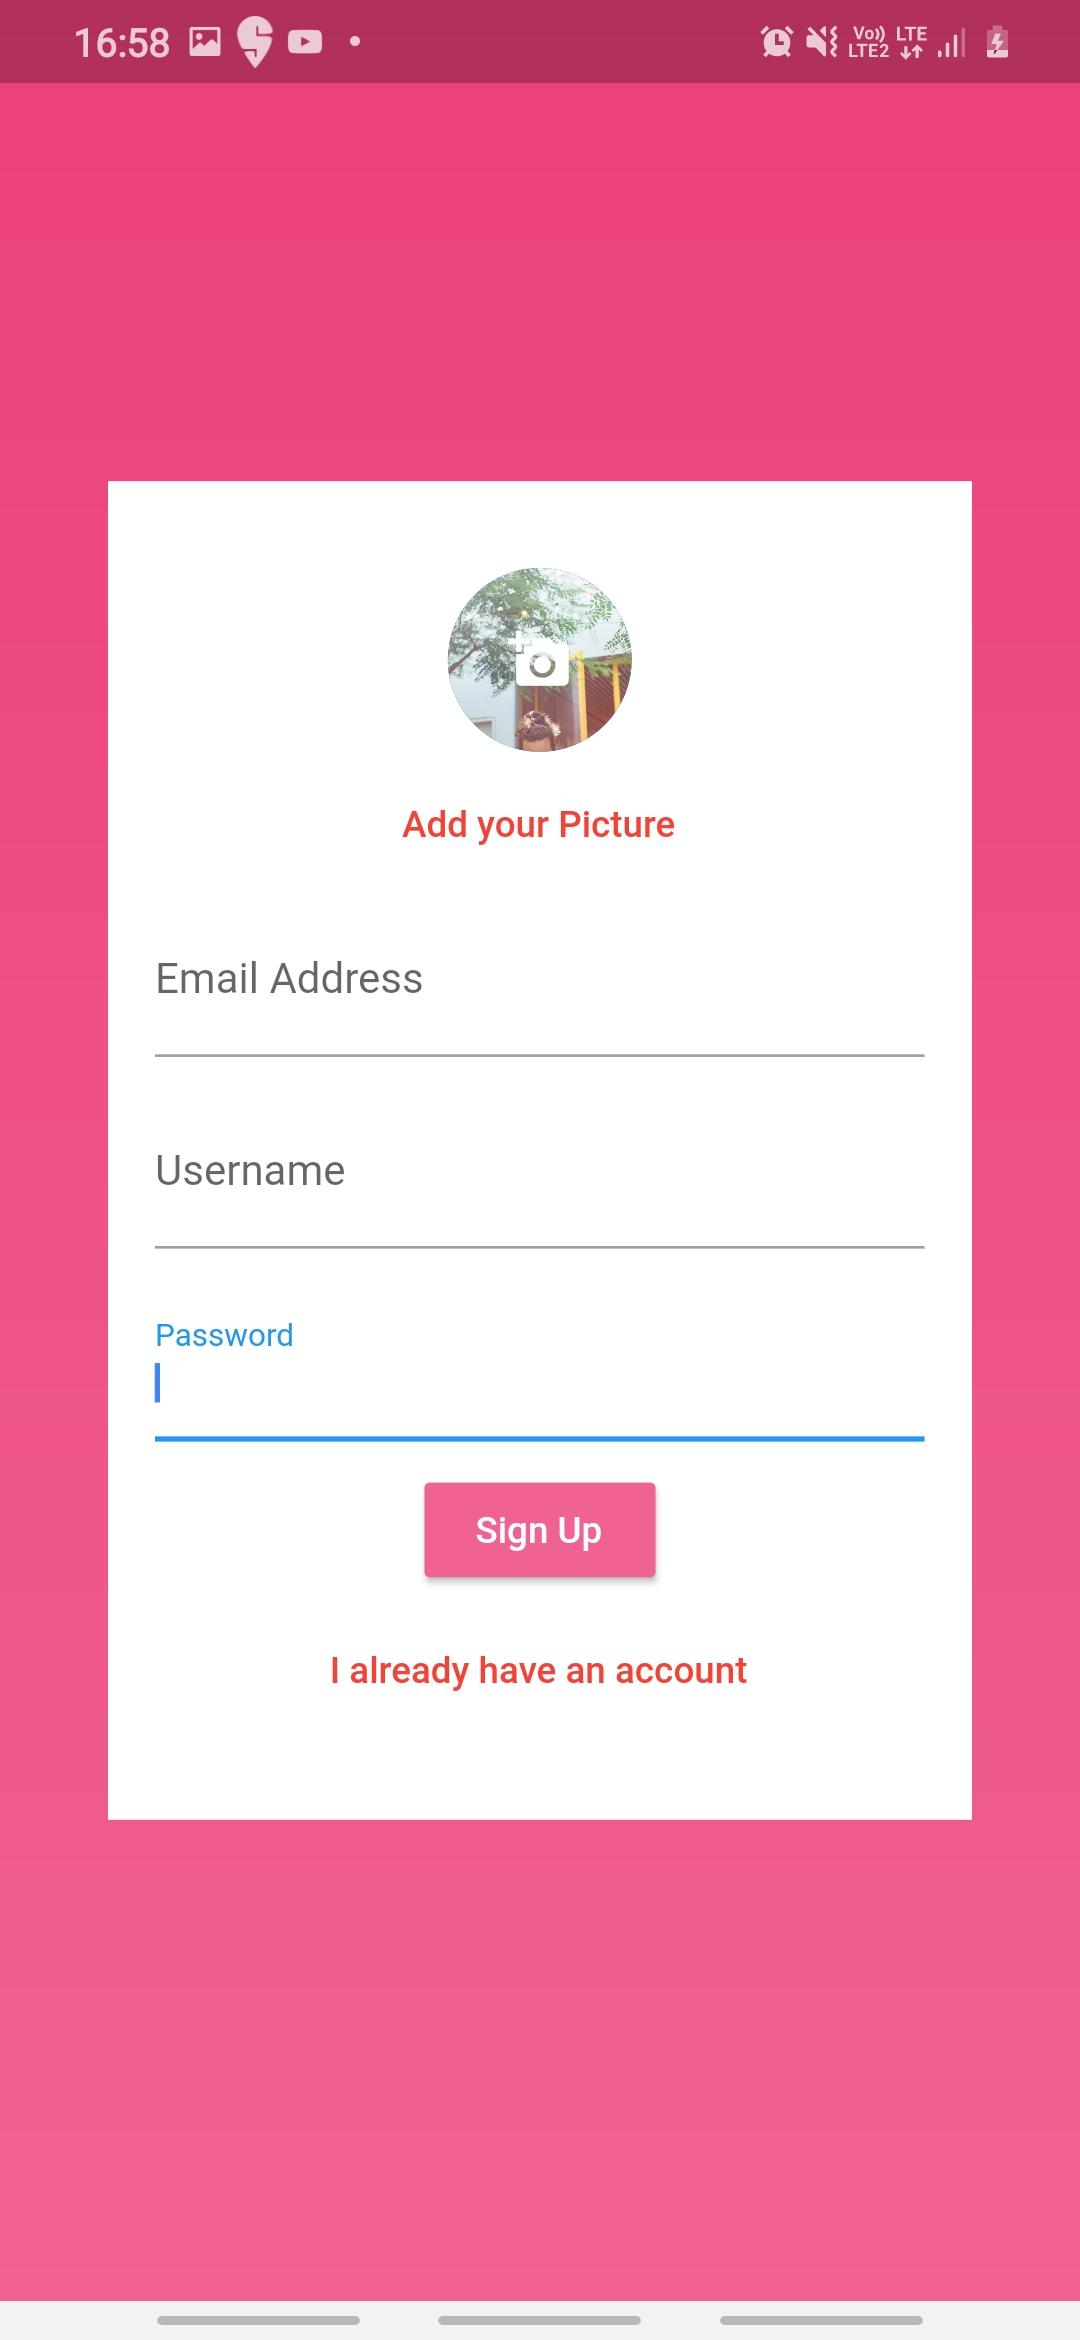 16:58
Vo)) LTE
LTE2
Add your Picture
Email Address
Username
Password
Sign Up
I already have an account